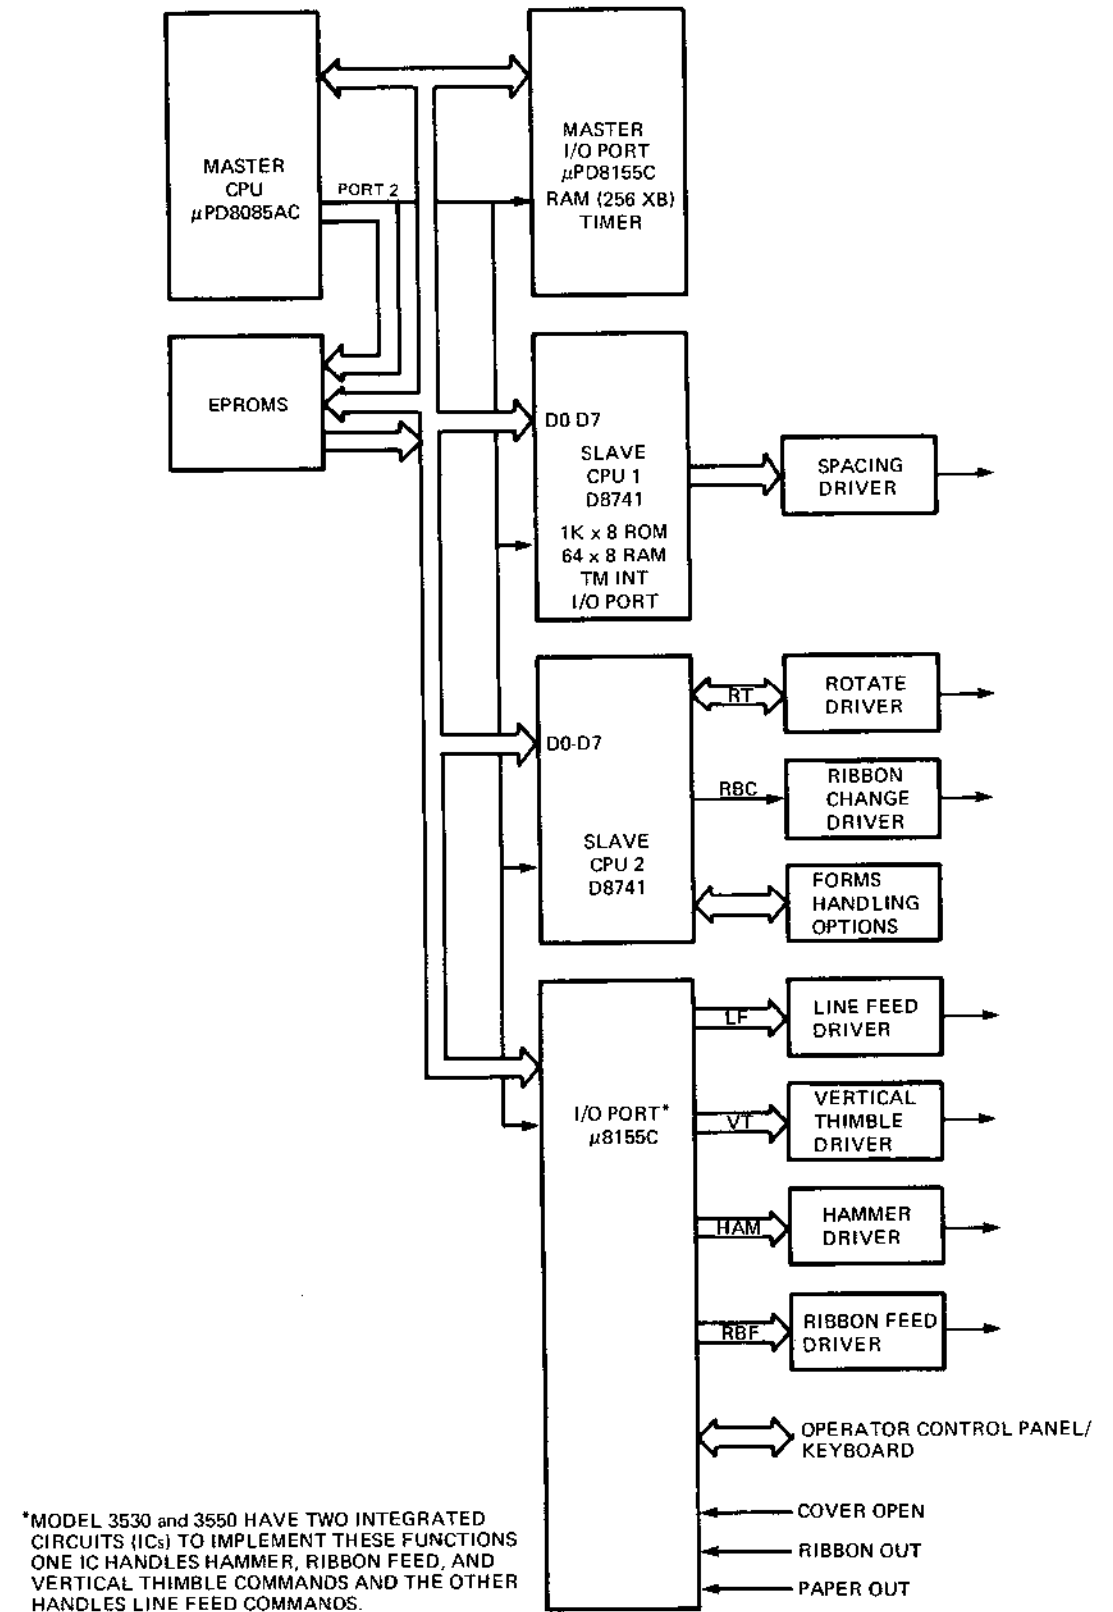 MASTER
CPU
μPD8085AC
PORT 2
MASTER
I/O PORT
μPD8155C
RAM (256 XB)
TIMER
EPROMS
D0-D7
SLAVE
CPU 1
D8741
1K x 8 ROM
64 x 8 RAM
TM INT
I/O PORT
SPACING
DRIVER
D0-D7
SLAVE
CPU 2
D8741
RT
ROTATE
DRIVER
RBC
RIBBON
CHANGE
DRIVER
FORMS
HANDLING
OPTIONS
I/O PORT*
μ8155C
LF
LINE FEED
DRIVER
VT
VERTICAL
THIMBLE
DRIVER
HAM
HAMMER
DRIVER
RBF
RIBBON FEED
DRIVER
OPERATOR CONTROL PANEL/
KEYBOARD
COVER OPEN
RIBBON OUT
PAPER OUT
*MODEL 3530 and 3550 HAVE TWO INTEGRATED
CIRCUITS (ICs) TO IMPLEMENT THESE FUNCTIONS
ONE IC HANDLES HAMMER, RIBBON FEED, AND
VERTICAL THIMBLE COMMANDS AND THE OTHER
HANDLES LINE FEED COMMANDS.